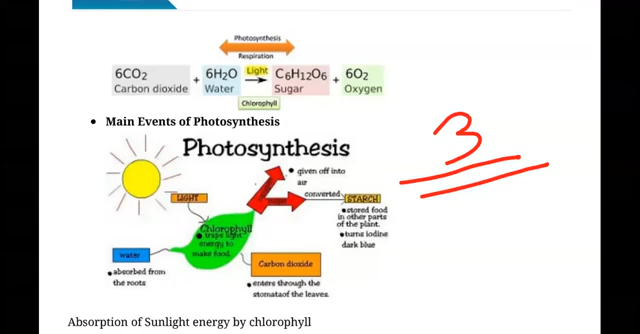 Photosynthesis
Respiration
6CO2 + 6H2O Light C6H12O6 + 6O2
Carbon dioxide Water Sugar Oxygen
Chlorophyll
• Main Events of Photosynthesis
3
Photosynthesis
• given off into
air
converted
LIGHT
STARCH
• stored food
in other parts
of the plant.
• turns iodine
dark blue
Chlorophyll
• traps light
energy to
make food.
water
• absorbed from
the roots
Carbon dioxide
• enters through the
stomataof the leaves.
Absorption of Sunlight energy by chlorophyll